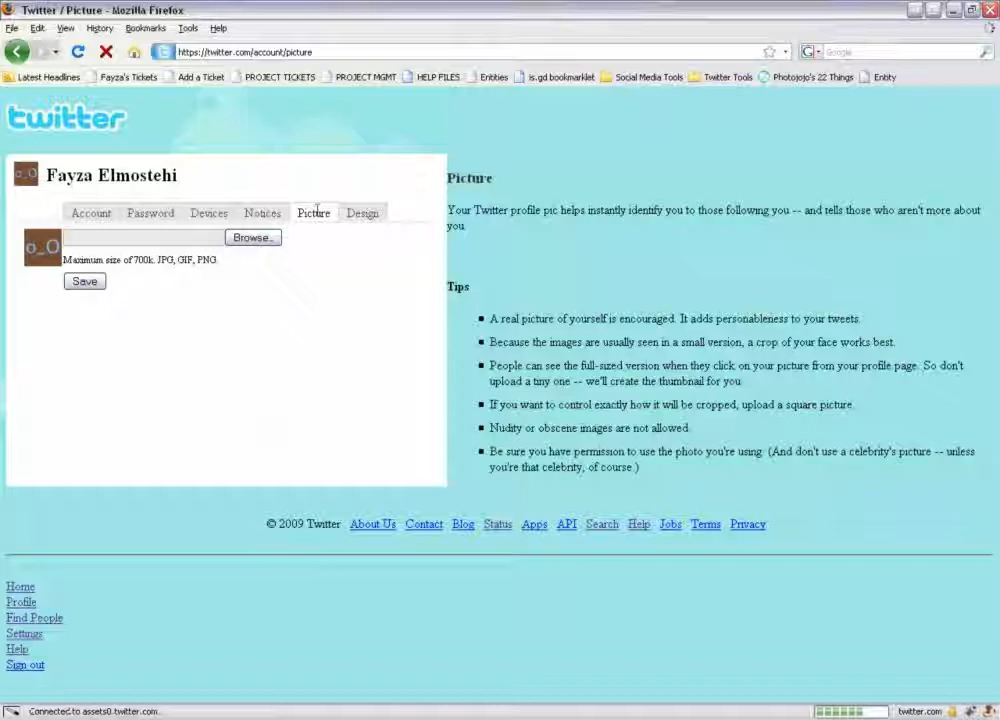 Twitter / Picture - Mozilla Firefox
File Edit View History Bookmarks Tools Help
https://twitter.com/account/picture
Google
Latest Headlines Fayza's Tickets Add a Ticket PROJECT TICKETS PROJECT MGMT HELP FILES Entities is.gd bookmarklet Social Media Tools Twitter Tools Photojojo's 22 Things Entity
twitter
o_O Fayza Elmostehi
Account Password Devices Notices Picture Design
o_O
Browse...
Maximum size of 700k. JPG, GIF, PNG.
Save
Picture
Your Twitter profile pic helps instantly identify you to those following you -- and tells those who aren't more about
you.
Tips
A real picture of yourself is encouraged. It adds personableness to your tweets.
Because the images are usually seen in a small version, a crop of your face works best.
People can see the full-sized version when they click on your picture from your profile page. So don't
upload a tiny one -- we'll create the thumbnail for you.
If you want to control exactly how it will be cropped, upload a square picture.
Nudity or obscene images are not allowed.
Be sure you have permission to use the photo you're using. (And don't use a celebrity's picture -- unless
you're that celebrity, of course.)
© 2009 Twitter About Us Contact Blog Status Apps API Search Help Jobs Terms Privacy
Home
Profile
Find People
Settings
Help
Sign out
Connected to assets0.twitter.com...
twitter.com